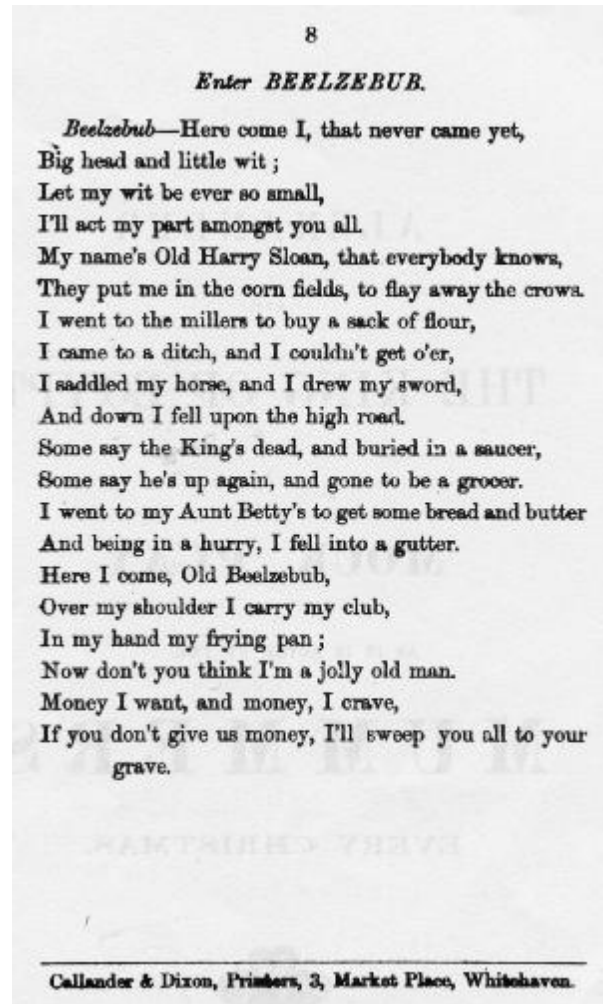 8
Enter BEELZEBUB.
Beelzebub—Here come I, that never came yet,
Big head and little wit ;
Let my wit be ever so small,
I'll act my part amongst you all.
My name's Old Harry Sloan, that everybody knows,
They put me in the corn fields, to flay away the crows.
I went to the millers to buy a sack of flour,
I came to a ditch, and I couldn't get o'er,
I saddled my horse, and I drew my sword,
And down I fell upon the high road.
Some say the King's dead, and buried in a saucer,
Some say he's up again, and gone to be a grocer.
I went to my Aunt Betty's to get some bread and butter
And being in a hurry, I fell into a gutter.
Here I come, Old Beelzebub,
Over my shoulder I carry my club,
In my hand my frying pan ;
Now don't you think I'm a jolly old man.
Money I want, and money, I crave,
If you don't give us money, I'll sweep you all to your
grave.
Callander & Dixon, Printers, 3, Market Place, Whitehaven.